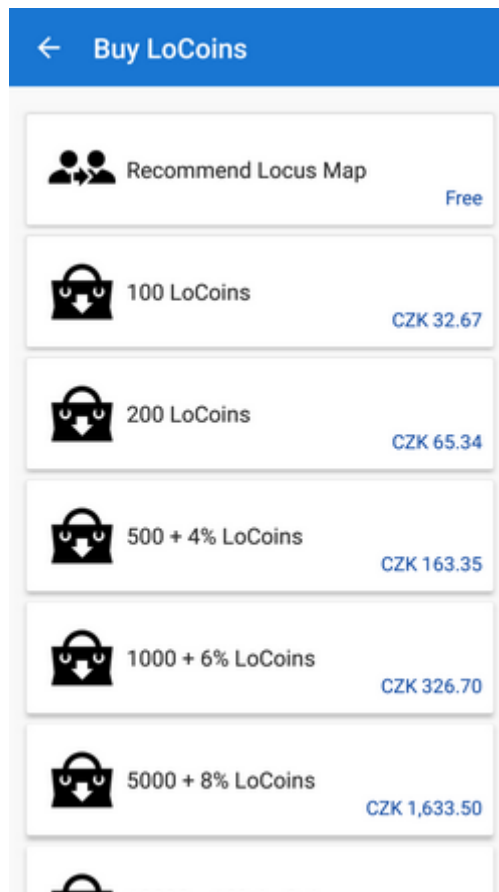 Buy LoCoins
Recommend Locus Map
Free
100 LoCoins
CZK 32.67
200 LoCoins
CZK 65.34
500 + 4% LoCoins
CZK 163.35
1000 + 6% LoCoins
CZK 326.70
5000 + 8% LoCoins
CZK 1,633.50